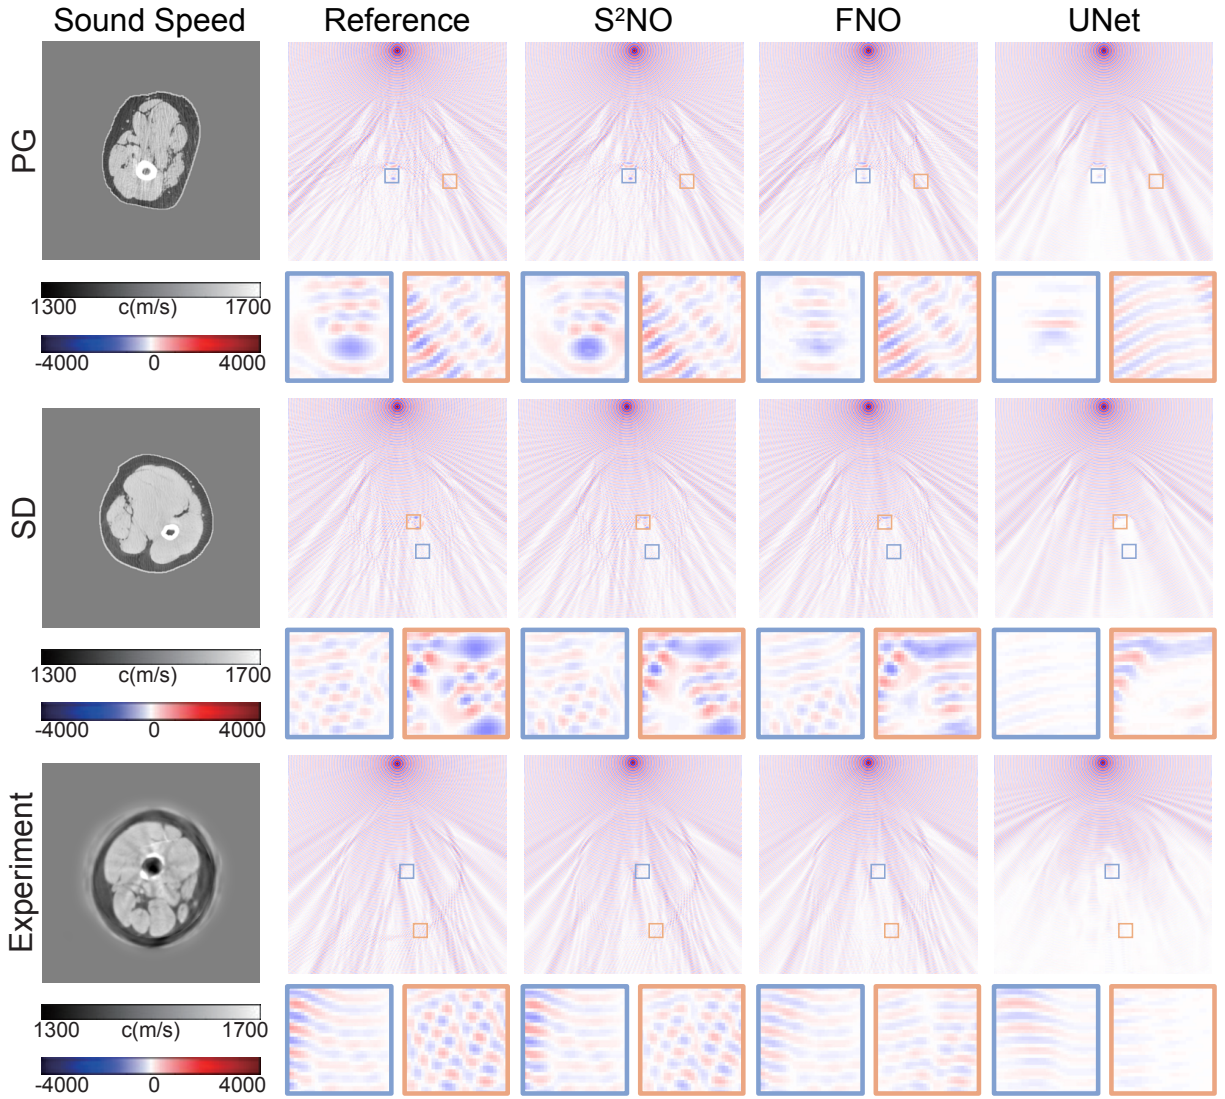 Sound Speed Reference S²NO FNO UNet
PG
1300 c(m/s) 1700
-4000 0 4000
SD
1300 c(m/s) 1700
-4000 0 4000
Experiment
1300 c(m/s) 1700
-4000 0 4000